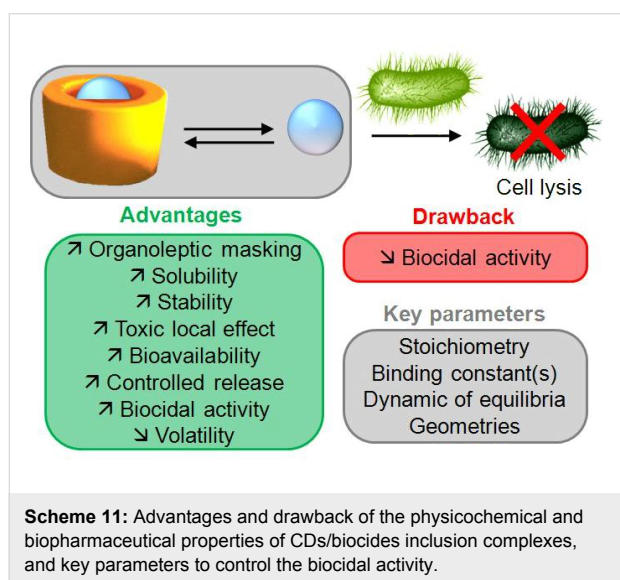 Cell lysis
Advantages
↗ Organoleptic masking
↗ Solubility
↗ Stability
↗ Toxic local effect
↗ Bioavailability
↗ Controlled release
↗ Biocidal activity
↘ Volatility
Drawback
↘ Biocidal activity
Key parameters
Stoichiometry
Binding constant(s)
Dynamic of equilibria
Geometries
Scheme 11: Advantages and drawback of the physicochemical and
biopharmaceutical properties of CDs/biocides inclusion complexes,
and key parameters to control the biocidal activity.